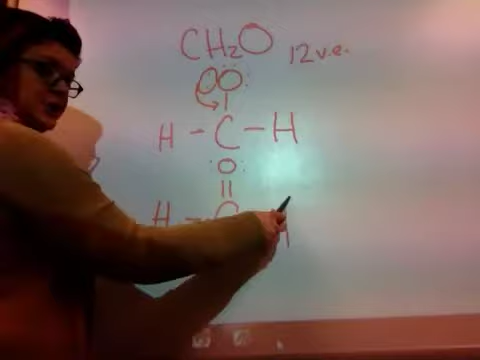 CH₂O 12 v.e.
O
H - C - H
O
H - C H